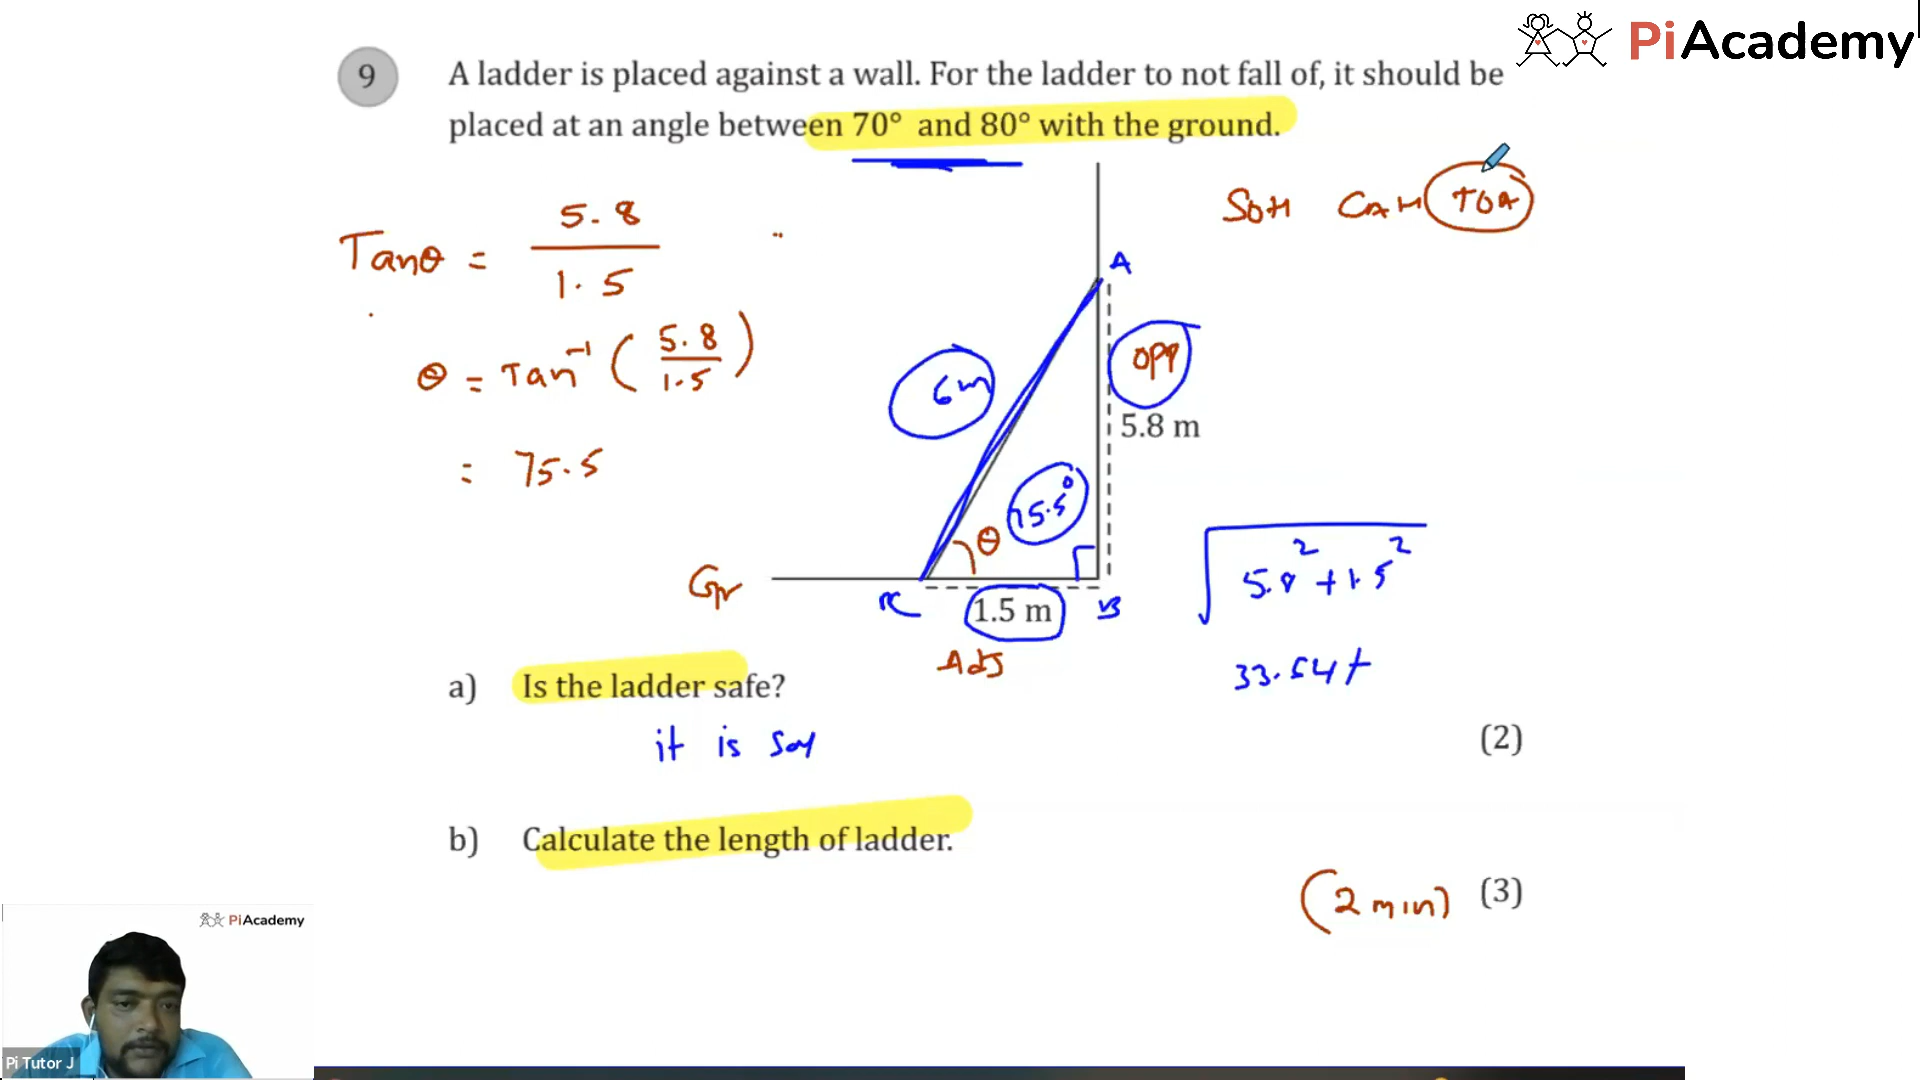 PiAcademy
9
A ladder is placed against a wall. For the ladder to not fall of, it should be
placed at an angle between 70° and 80° with the ground.
SOH CAH TOA
Tanθ = 5.8 / 1.5
A
θ = Tan⁻¹ ( 5.8 / 1.5 )
6m
OPP
5.8 m
= 75.5
75.5°
θ
√ 5.8² + 1.5²
Gr
C
1.5 m
B
Adj
33.64 +
a) Is the ladder safe?
it is
(2)
b) Calculate the length of ladder.
(2 min) (3)
PiAcademy
Pi Tutor J